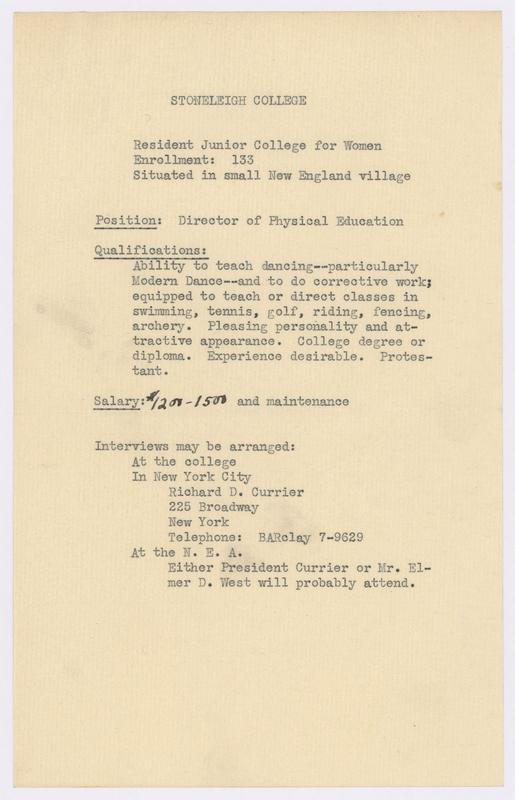 STONELEIGH COLLEGE
Resident Junior College for Women
Enrollment: 133
Situated in small New England village
Position: Director of Physical Education
Qualifications:
Ability to teach dancing--particularly
Modern Dance--and to do corrective work;
equipped to teach or direct classes in
swimming, tennis, golf, riding, fencing,
archery. Pleasing personality and at-
tractive appearance. College degree or
diploma. Experience desirable. Protes-
tant.
Salary: $1200-1500 and maintenance
Interviews may be arranged:
At the college
In New York City
Richard D. Currier
225 Broadway
New York
Telephone: BARclay 7-9629
At the N. E. A.
Either President Currier or Mr. El-
mer D. West will probably attend.